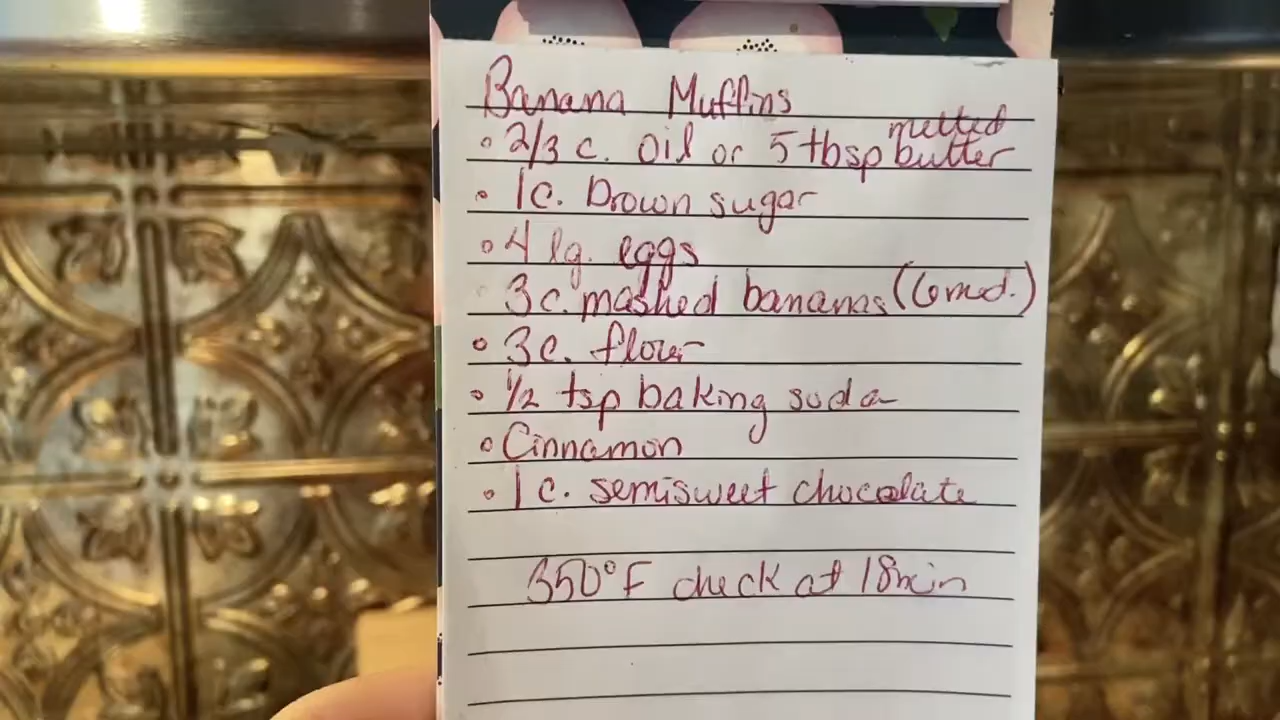 Banana Muffins
• 2/3 c. oil or 5 tbsp melted butter
• 1c. brown sugar
• 4 lg. eggs
3c. mashed bananas (6 med.)
• 3c. flour
• 1/2 tsp baking soda
• Cinnamon
• 1 c. semisweet chocolate
350°F check at 18min